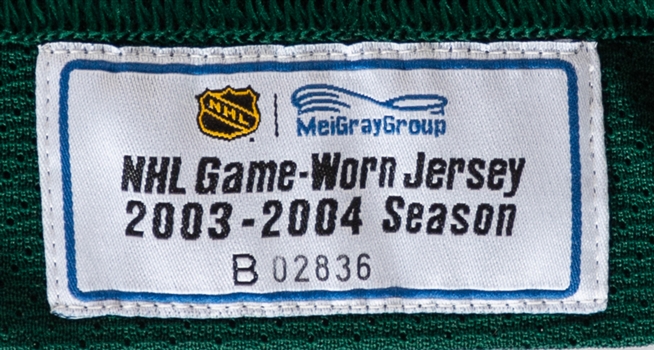 NHL
MeiGrayGroup
NHL Game-Worn Jersey
2003-2004 Season
B 02836